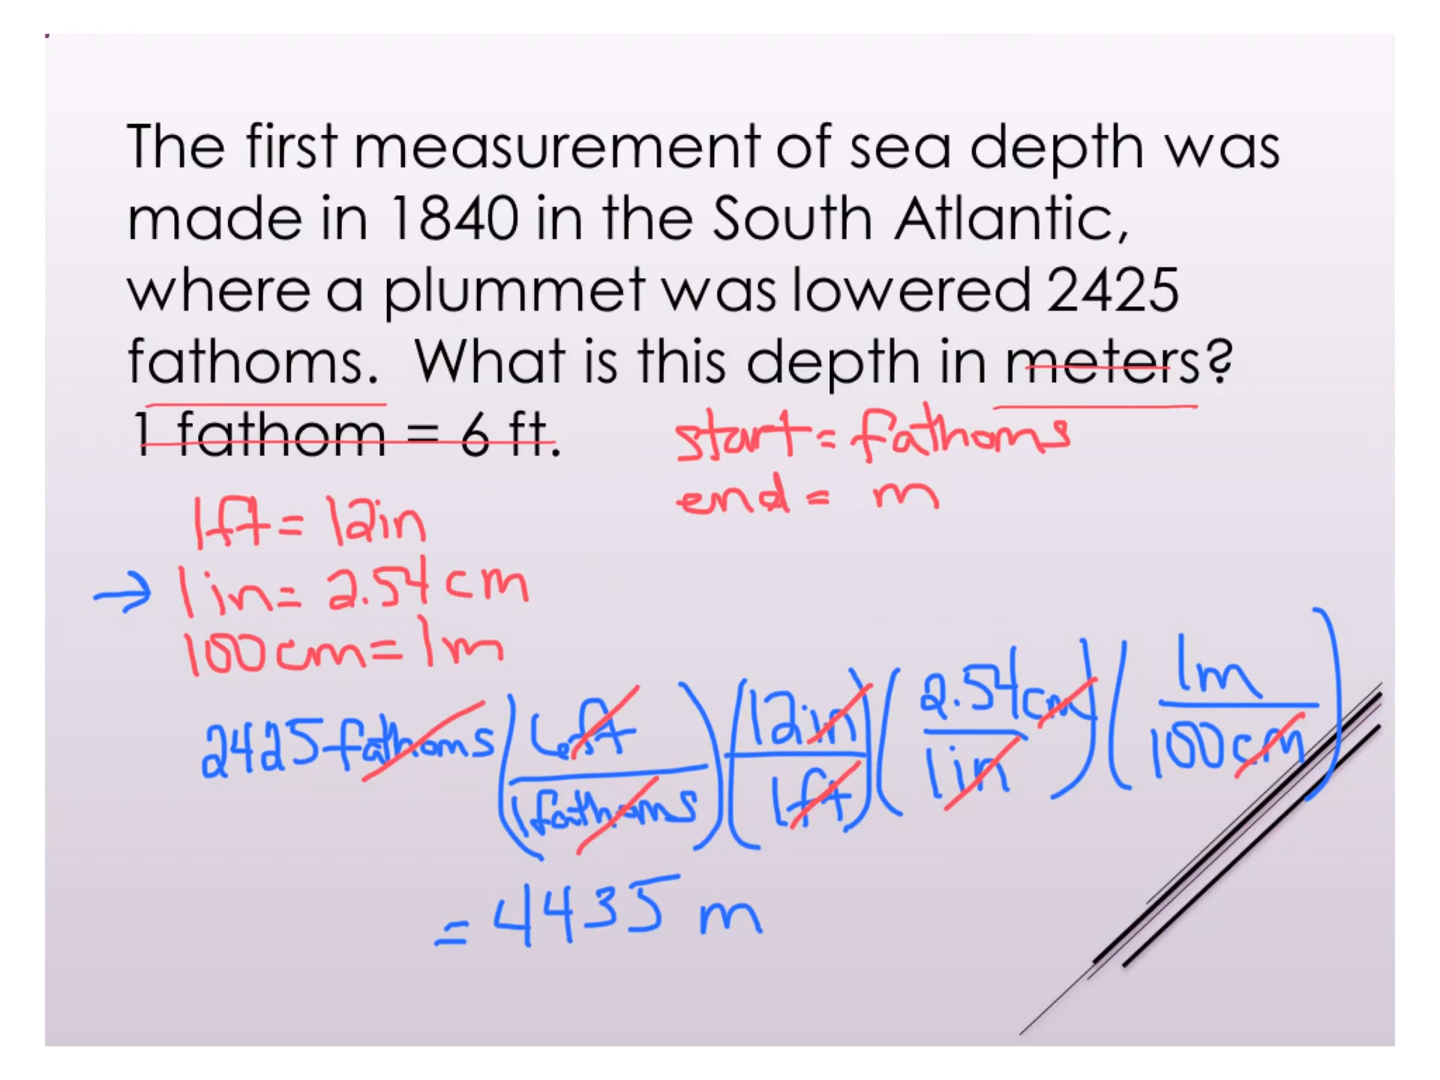 The first measurement of sea depth was
made in 1840 in the South Atlantic,
where a plummet was lowered 2425
fathoms. What is this depth in meters?
1 fathom = 6 ft.
start = fathoms
end = m
1ft = 12in
→ 1in = 2.54cm
100cm = 1m
2425 fathoms (6ft / 1fathoms) (12in / 1ft) (2.54cm / 1in) (1m / 100cm)
= 4435 m